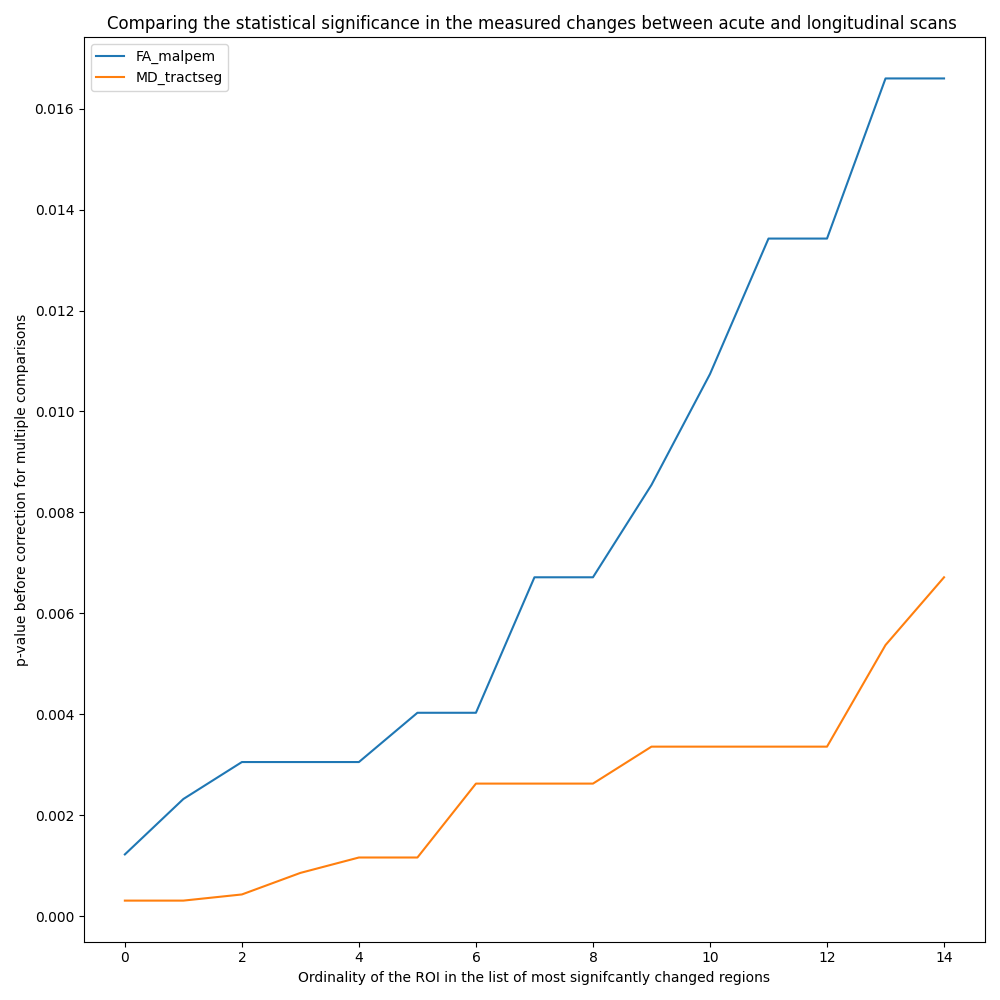 Comparing the statistical significance in the measured changes between acute and longitudinal scans
FA_malpem
MD_tractseg
p-value before correction for multiple comparisons
0.016
0.014
0.012
0.010
0.008
0.006
0.004
0.002
0.000
0 2 4 6 8 10 12 14
Ordinality of the ROI in the list of most signifcantly changed regions